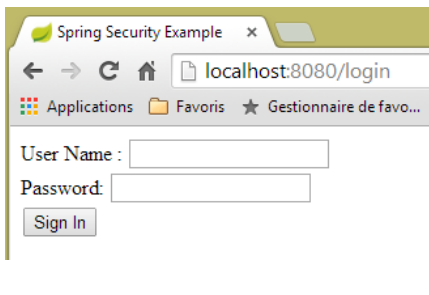 Spring Security Example
localhost:8080/login
Applications Favoris Gestionnaire de favo...
User Name :
Password:
Sign In